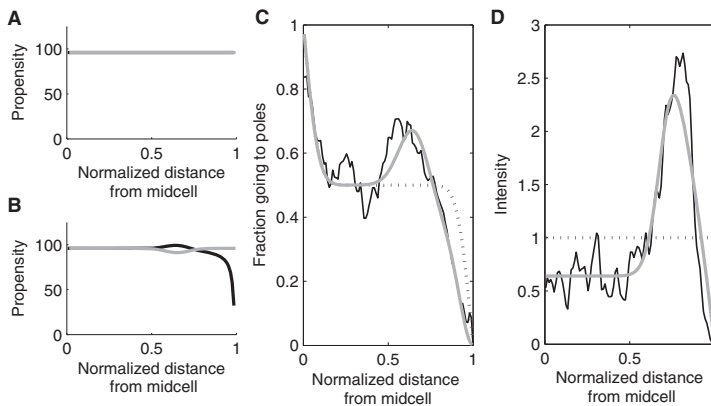 A
Propensity
100
50
0
0
0.5
1
Normalized distance
from midcell
B
Propensity
100
50
0
0
0.5
1
Normalized distance
from midcell
C
Fraction going to poles
1
0.8
0.6
0.4
0.2
0
0
0.5
1
Normalized distance
from midcell
D
Intensity
3
2.5
2
1.5
1
0.5
0
0
0.5
Normalized distance
from midcell